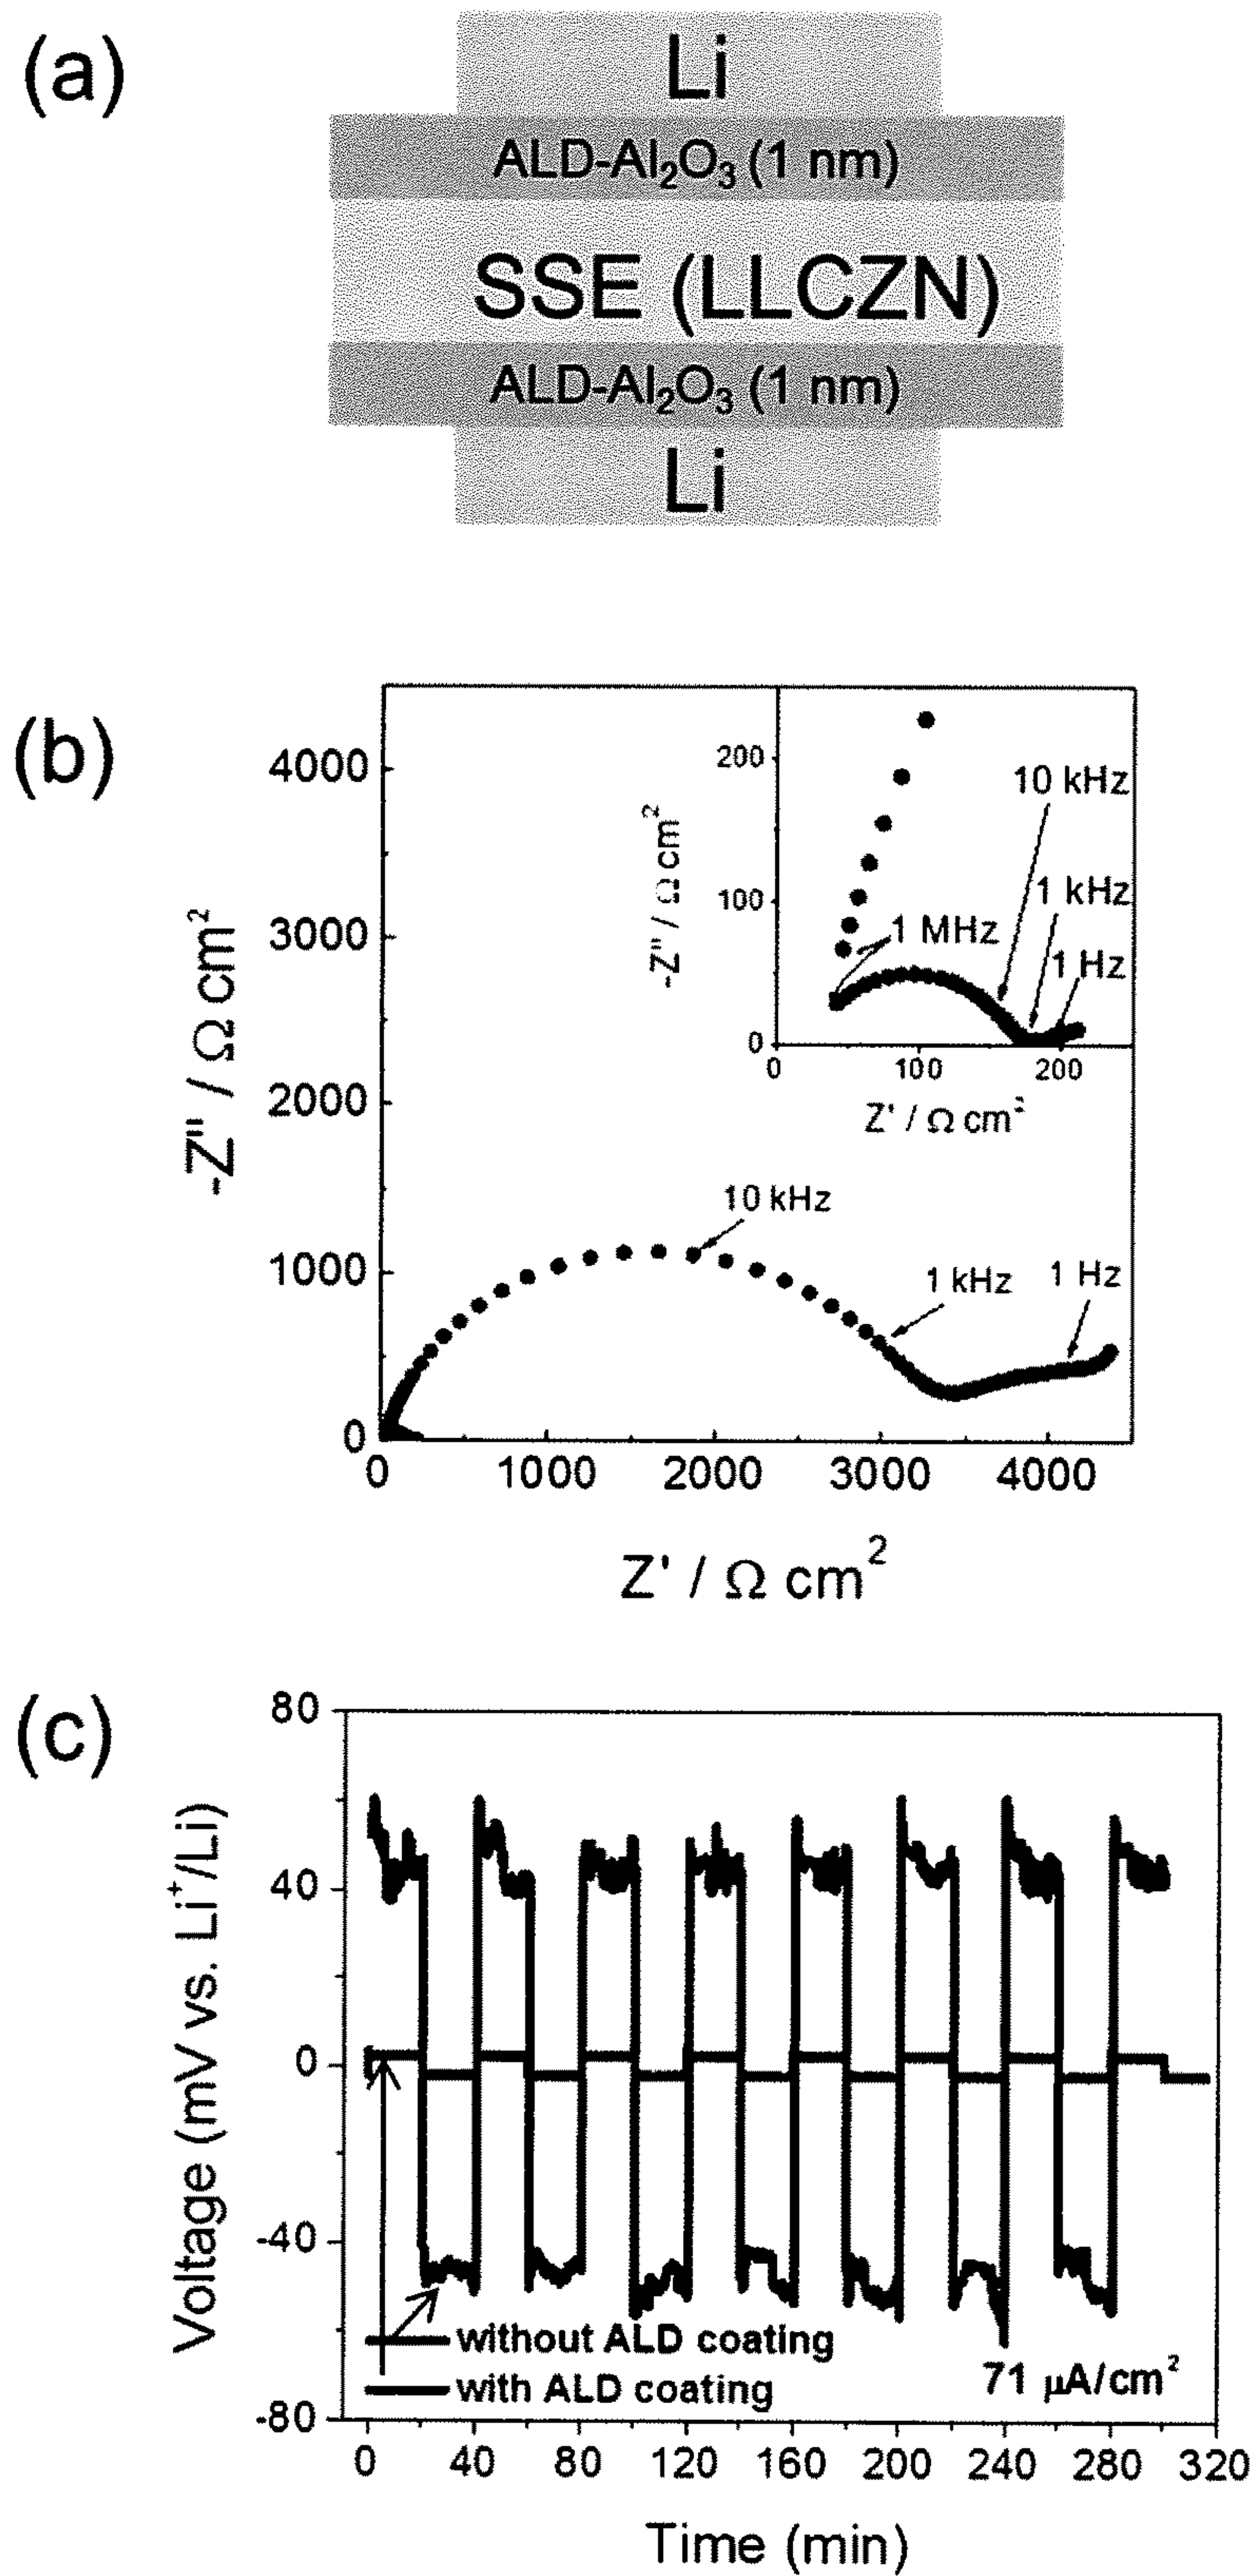 (a)
Li
ALD-Al₂O₃ (1 nm)
SSE (LLCZN)
ALD-Al₂O₃ (1 nm)
Li
(b)
-Z'' / Ω cm²
4000
3000
2000
1000
0
0
1000
2000
3000
4000
Z' / Ω cm²
10 kHz
1 kHz
1 Hz
-Z'' / Ω cm²
200
100
0
0
100
200
Z' / Ω cm²
1 MHz
10 kHz
1 kHz
1 Hz
(c)
Voltage (mV vs. Li⁺/Li)
80
40
0
-40
-80
without ALD coating
with ALD coating
71 μA/cm²
0
40
80
120
160
200
240
280
320
Time (min)